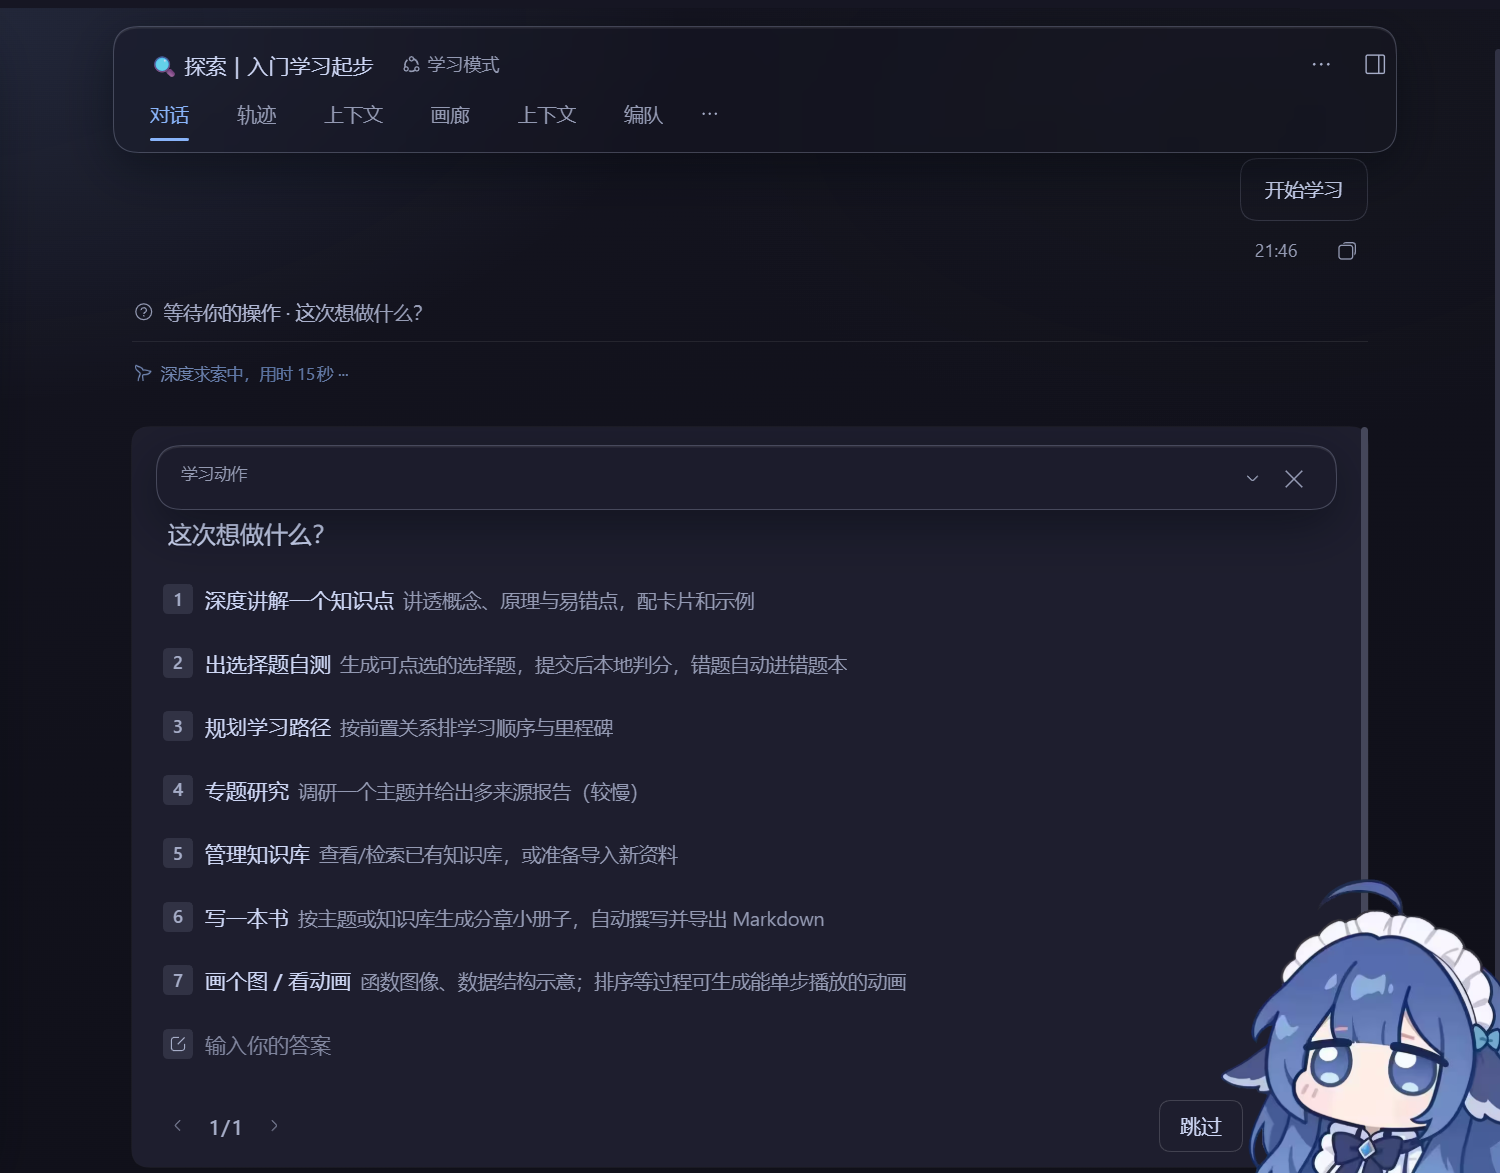 探索 | 入门学习起步 学习模式
对话 轨迹 上下文 画廊 上下文 编队 ···
开始学习
21:46
等待你的操作 · 这次想做什么？
深度求索中，用时 15秒 ···
学习动作
这次想做什么？
1 深度讲解一个知识点 讲透概念、原理与易错点，配卡片和示例
2 出选择题自测 生成可点选的选择题，提交后本地判分，错题自动进错题本
3 规划学习路径 按前置关系排学习顺序与里程碑
4 专题研究 调研一个主题并给出多来源报告（较慢）
5 管理知识库 查看/检索已有知识库，或准备导入新资料
6 写一本书 按主题或知识库生成分章小册子，自动撰写并导出 Markdown
7 画个图 / 看动画 函数图像、数据结构示意；排序等过程可生成能单步播放的动画
输入你的答案
1/1
跳过